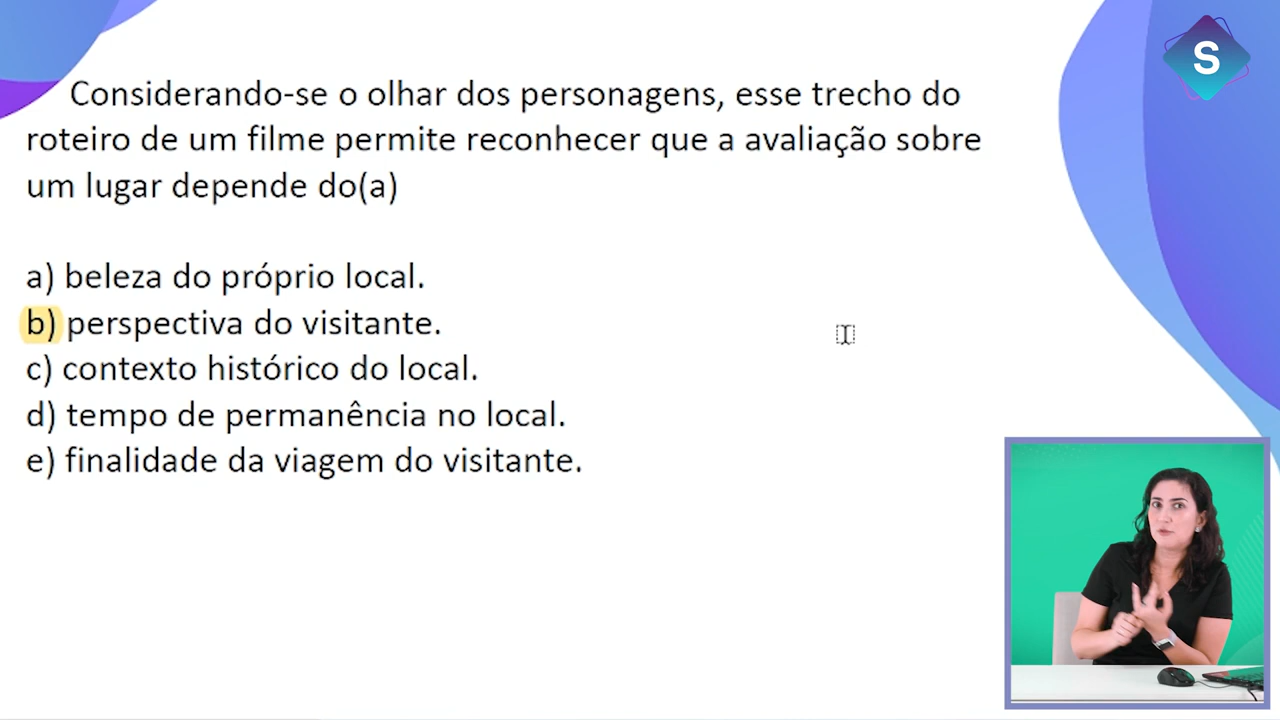 S
Considerando-se o olhar dos personagens, esse trecho do
roteiro de um filme permite reconhecer que a avaliação sobre
um lugar depende do(a)
a) beleza do próprio local.
b) perspectiva do visitante.
c) contexto histórico do local.
d) tempo de permanência no local.
e) finalidade da viagem do visitante.